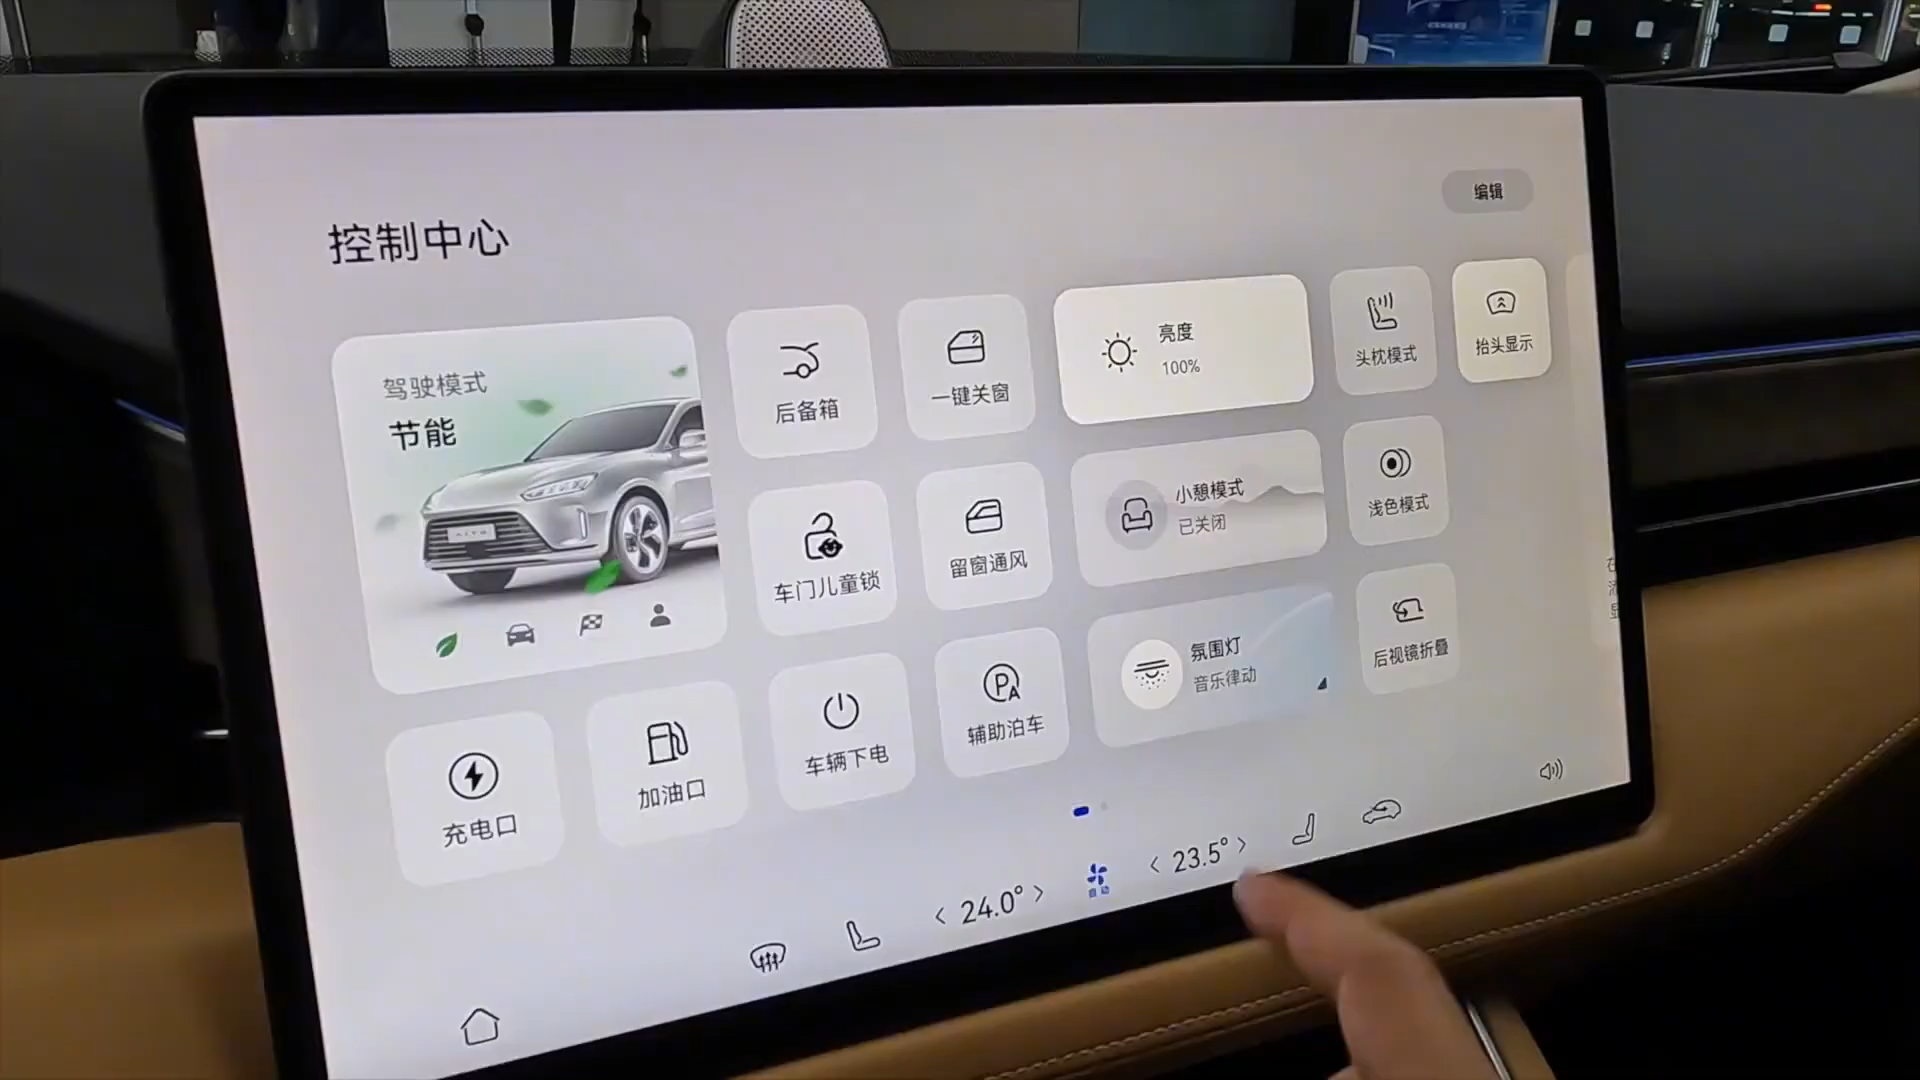 编辑
控制中心
驾驶模式
节能
AITO
后备箱
一键关窗
亮度
100%
头枕模式
抬头显示
车门儿童锁
留窗通风
小憩模式
已关闭
浅色模式
充电口
加油口
车辆下电
辅助泊车
氛围灯
音乐律动
后视镜折叠
< 24.0° >
自动
< 23.5° >